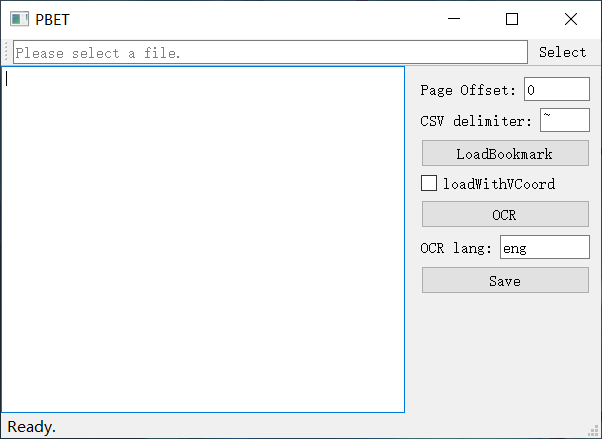 PBET
Please select a file. Select
Page Offset: 0
CSV delimiter: ~
LoadBookmark
loadWithVCoord
OCR
OCR lang: eng
Save
Ready.